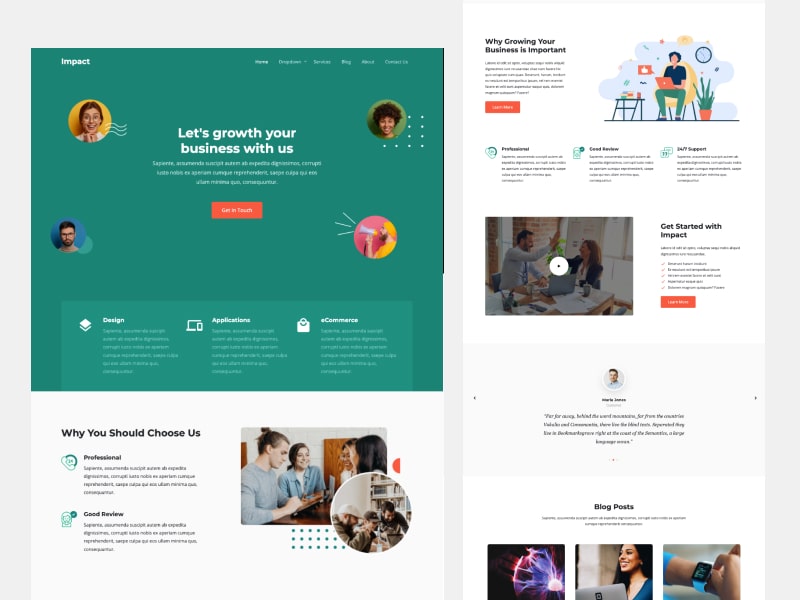 Impact
Home Dropdown Services Blog About Contact Us
Let's growth your
business with us
Sapiente, assumenda suscipit autem ab expedita dignissimos, corrupti
iusto nobis ex aperiam cumque reprehenderit, saepe culpa qui eos
ullam minima quo, consequuntur.
Get In Touch
Design
Sapiente, assumenda suscipit
autem ab expedita dignissimos,
corrupti iusto nobis ex aperiam
cumque reprehenderit, saepe culpa
qui eos ullam minima quo,
consequuntur.
Applications
Sapiente, assumenda suscipit
autem ab expedita dignissimos,
corrupti iusto nobis ex aperiam
cumque reprehenderit, saepe culpa
qui eos ullam minima quo,
consequuntur.
eCommerce
Sapiente, assumenda suscipit
autem ab expedita dignissimos,
corrupti iusto nobis ex aperiam
cumque reprehenderit, saepe culpa
qui eos ullam minima quo,
consequuntur.
Why You Should Choose Us
Professional
Sapiente, assumenda suscipit autem ab expedita
dignissimos, corrupti iusto nobis ex aperiam cumque
reprehenderit, saepe culpa qui eos ullam minima quo,
consequuntur.
Good Review
Sapiente, assumenda suscipit autem ab expedita
dignissimos, corrupti iusto nobis ex aperiam cumque
reprehenderit, saepe culpa qui eos ullam minima quo,
consequuntur.
Why Growing Your
Business is Important
Learn More
Professional
Sapiente, assumenda suscipit
autem ab expedita dignissimos,
corrupti iusto nobis ex aperiam
cumque reprehenderit, saepe culpa
qui eos ullam minima quo,
consequuntur.
Good Review
Sapiente, assumenda suscipit
autem ab expedita dignissimos,
corrupti iusto nobis ex aperiam
cumque reprehenderit, saepe culpa
qui eos ullam minima quo,
consequuntur.
24/7 Support
Sapiente, assumenda suscipit
autem ab expedita dignissimos,
corrupti iusto nobis ex aperiam
cumque reprehenderit, saepe culpa
qui eos ullam minima quo,
consequuntur.
Get Started with
Impact
Learn More
Maria Jones
"Far far away, behind the word mountains, far from the countries
Vokalia and Consonantia, there live the blind texts. Separated they
live in Bookmarksgrove right at the coast of the Semantics, a large
language ocean."
Blog Posts
Sapiente, assumenda suscipit autem ab expedita dignissimos, corrupti iusto nobis ex aperiam
cumque reprehenderit consequuntur.